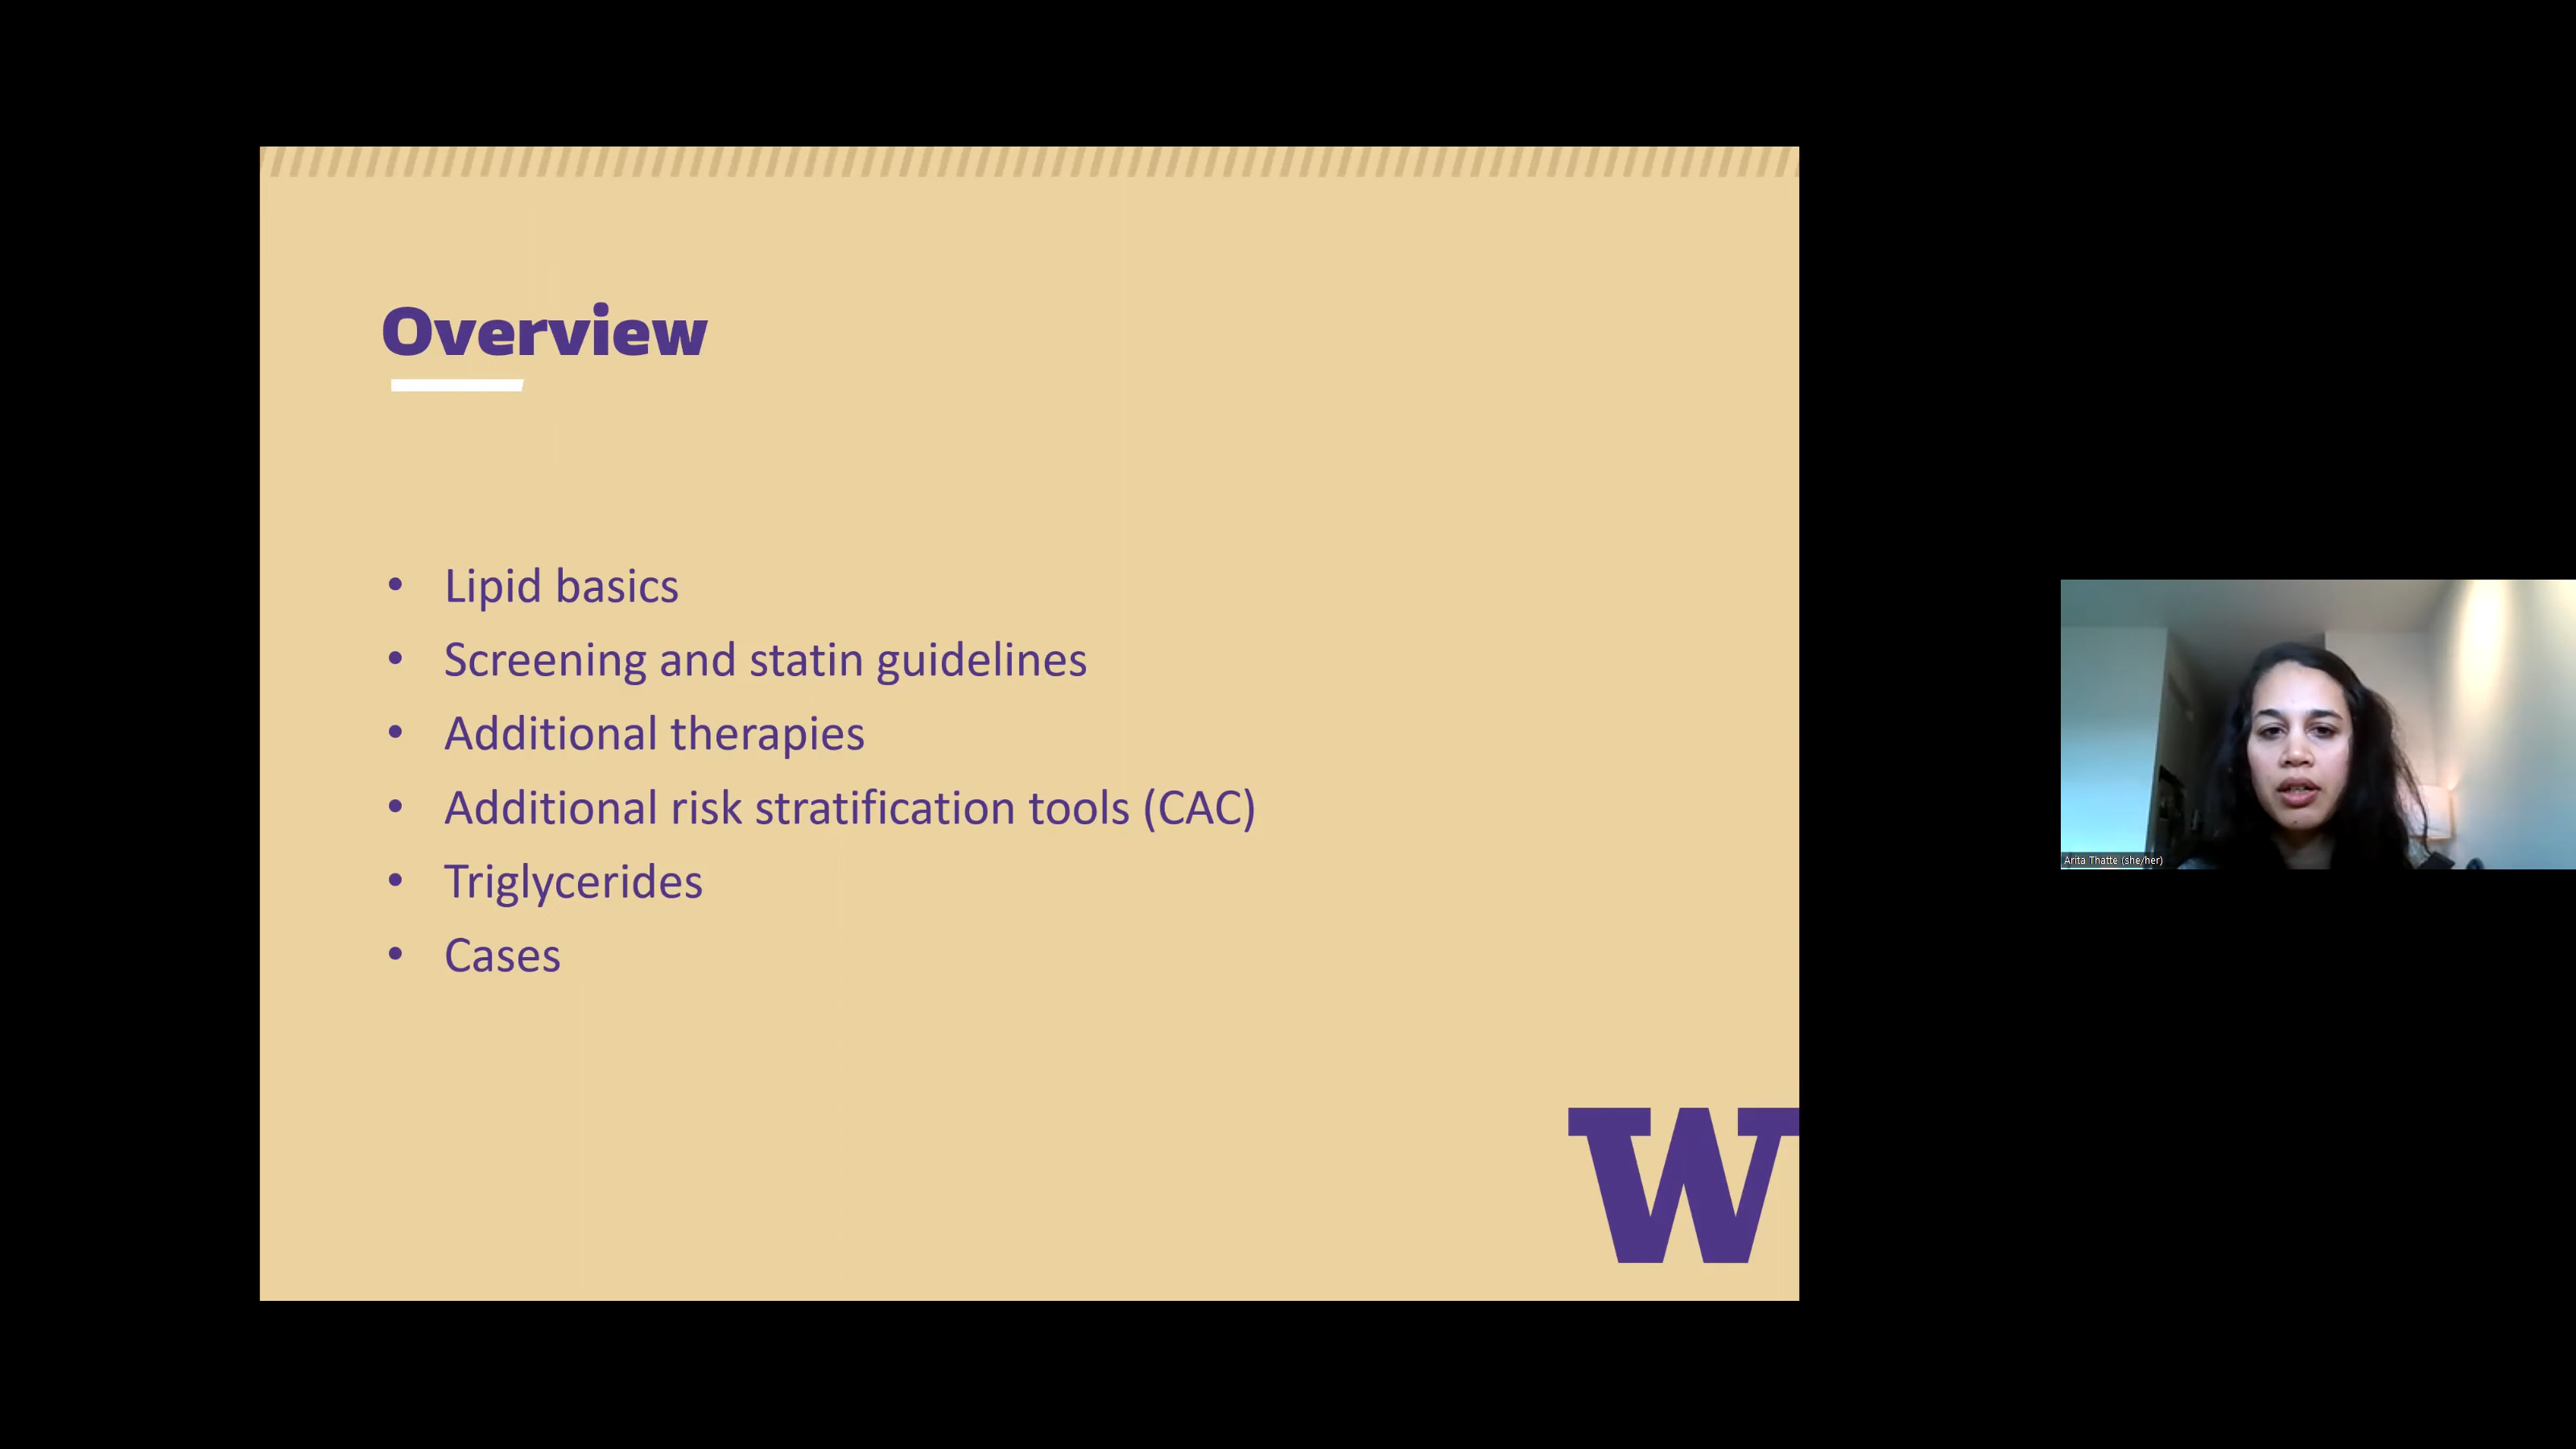 Overview
• Lipid basics
• Screening and statin guidelines
• Additional therapies
• Additional risk stratification tools (CAC)
• Triglycerides
• Cases
W
Arita Thatte (she/her)